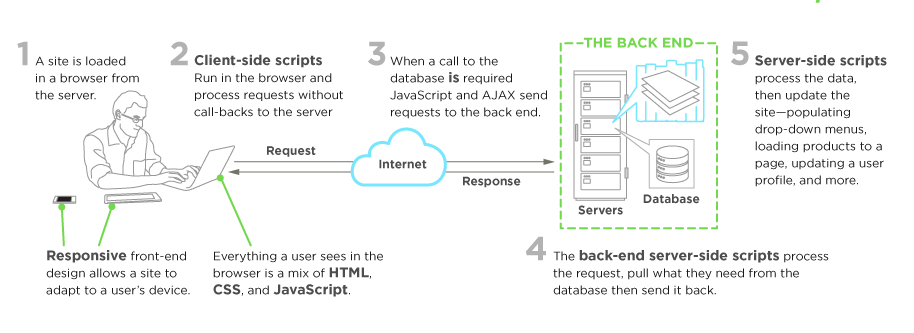 1 A site is loaded
in a browser from
the server.
2 Client-side scripts
Run in the browser and
process requests without
call-backs to the server
3 When a call to the
database is required
JavaScript and AJAX send
requests to the back end.
THE BACK END
5 Server-side scripts
process the data,
then update the
site—populating
drop-down menus,
loading products to a
page, updating a user
profile, and more.
Request
Internet
Response
Servers
Database
Responsive front-end
design allows a site to
adapt to a user's device.
Everything a user sees in the
browser is a mix of HTML,
CSS, and JavaScript.
4 The back-end server-side scripts process
the request, pull what they need from the
database then send it back.